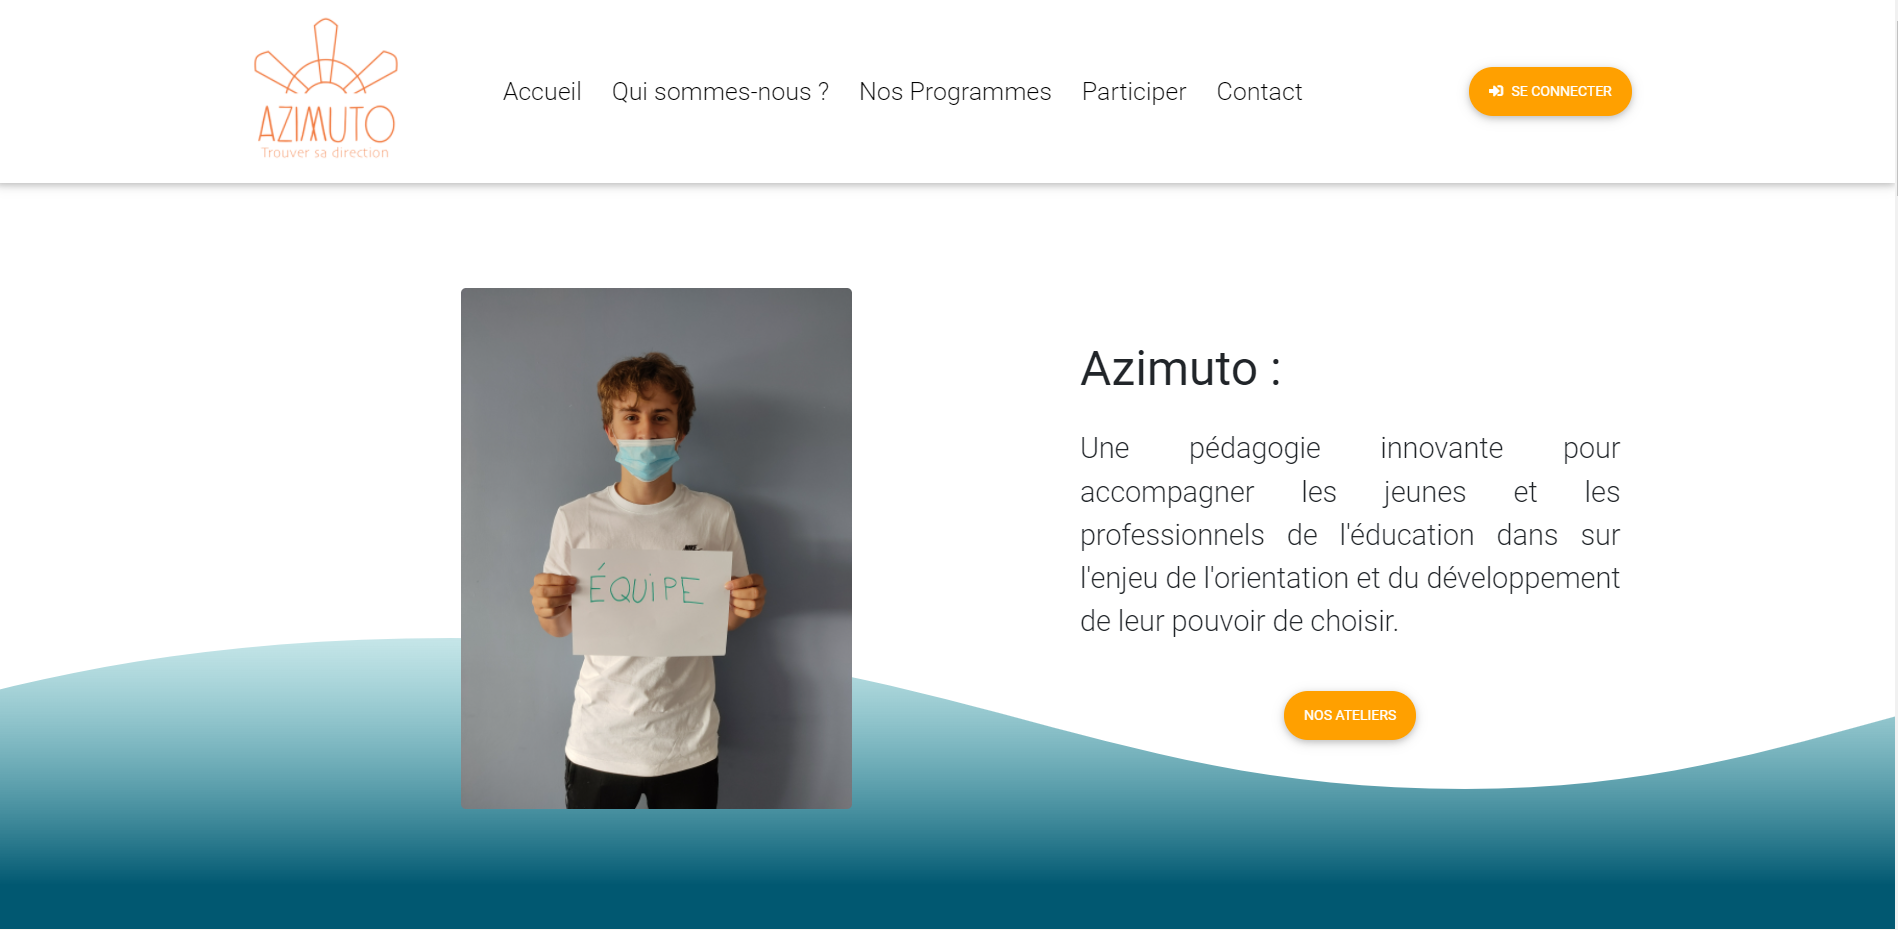 AZIMUTO
Trouver sa direction
Accueil Qui sommes-nous ? Nos Programmes Participer Contact
SE CONNECTER
ÉQUIPE
Azimuto :
Une pédagogie innovante pour
accompagner les jeunes et les
professionnels de l'éducation dans sur
l'enjeu de l'orientation et du développement
de leur pouvoir de choisir.
NOS ATELIERS